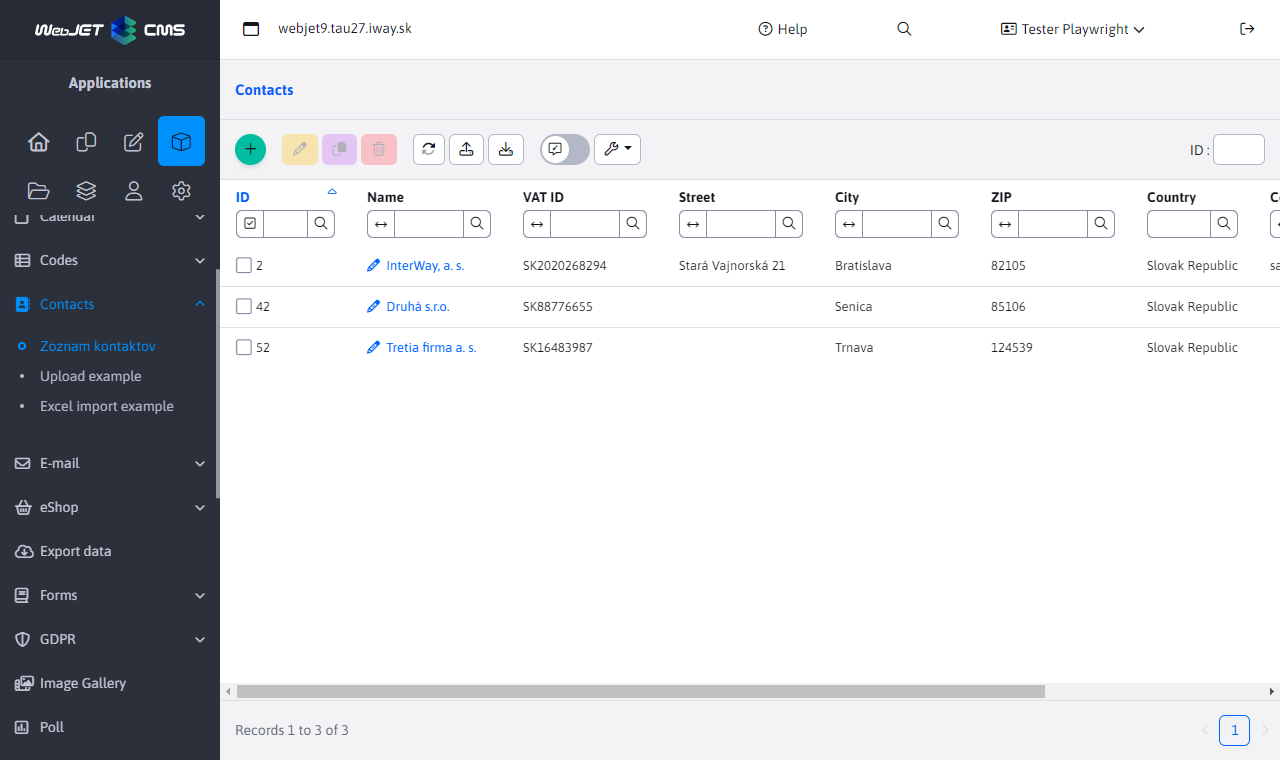 WebJET CMS
webjet9.tau27.iway.sk
Help
Tester Playwright
Applications
Calendar
Codes
Contacts
Zoznam kontaktov
Upload example
Excel import example
E-mail
eShop
Export data
Forms
GDPR
Image Gallery
Poll
Contacts
ID :
ID Name VAT ID Street City ZIP Country
2 InterWay, a. s. SK2020268294 Stará Vajnorská 21 Bratislava 82105 Slovak Republic
42 Druhá s.r.o. SK88776655 Senica 85106 Slovak Republic
52 Tretia firma a. s. SK16483987 Trnava 124539 Slovak Republic
Records 1 to 3 of 3
1